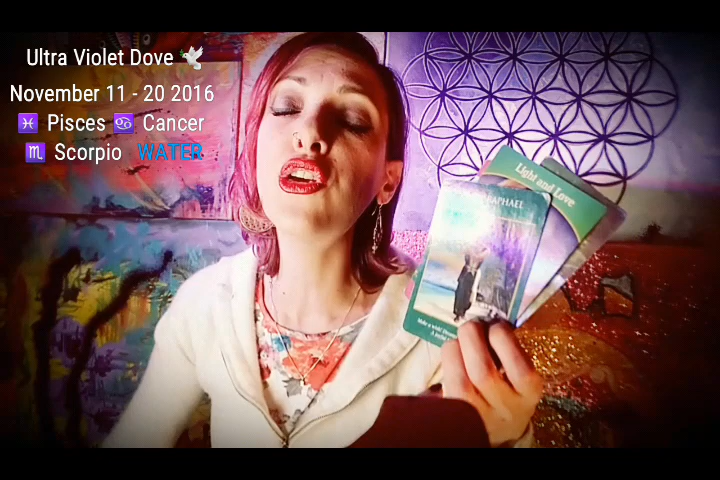 Ultra Violet Dove 🕊️
November 11 - 20 2016
♓ Pisces ♋ Cancer
♏ Scorpio WATER
Light and Love
RAPHAEL